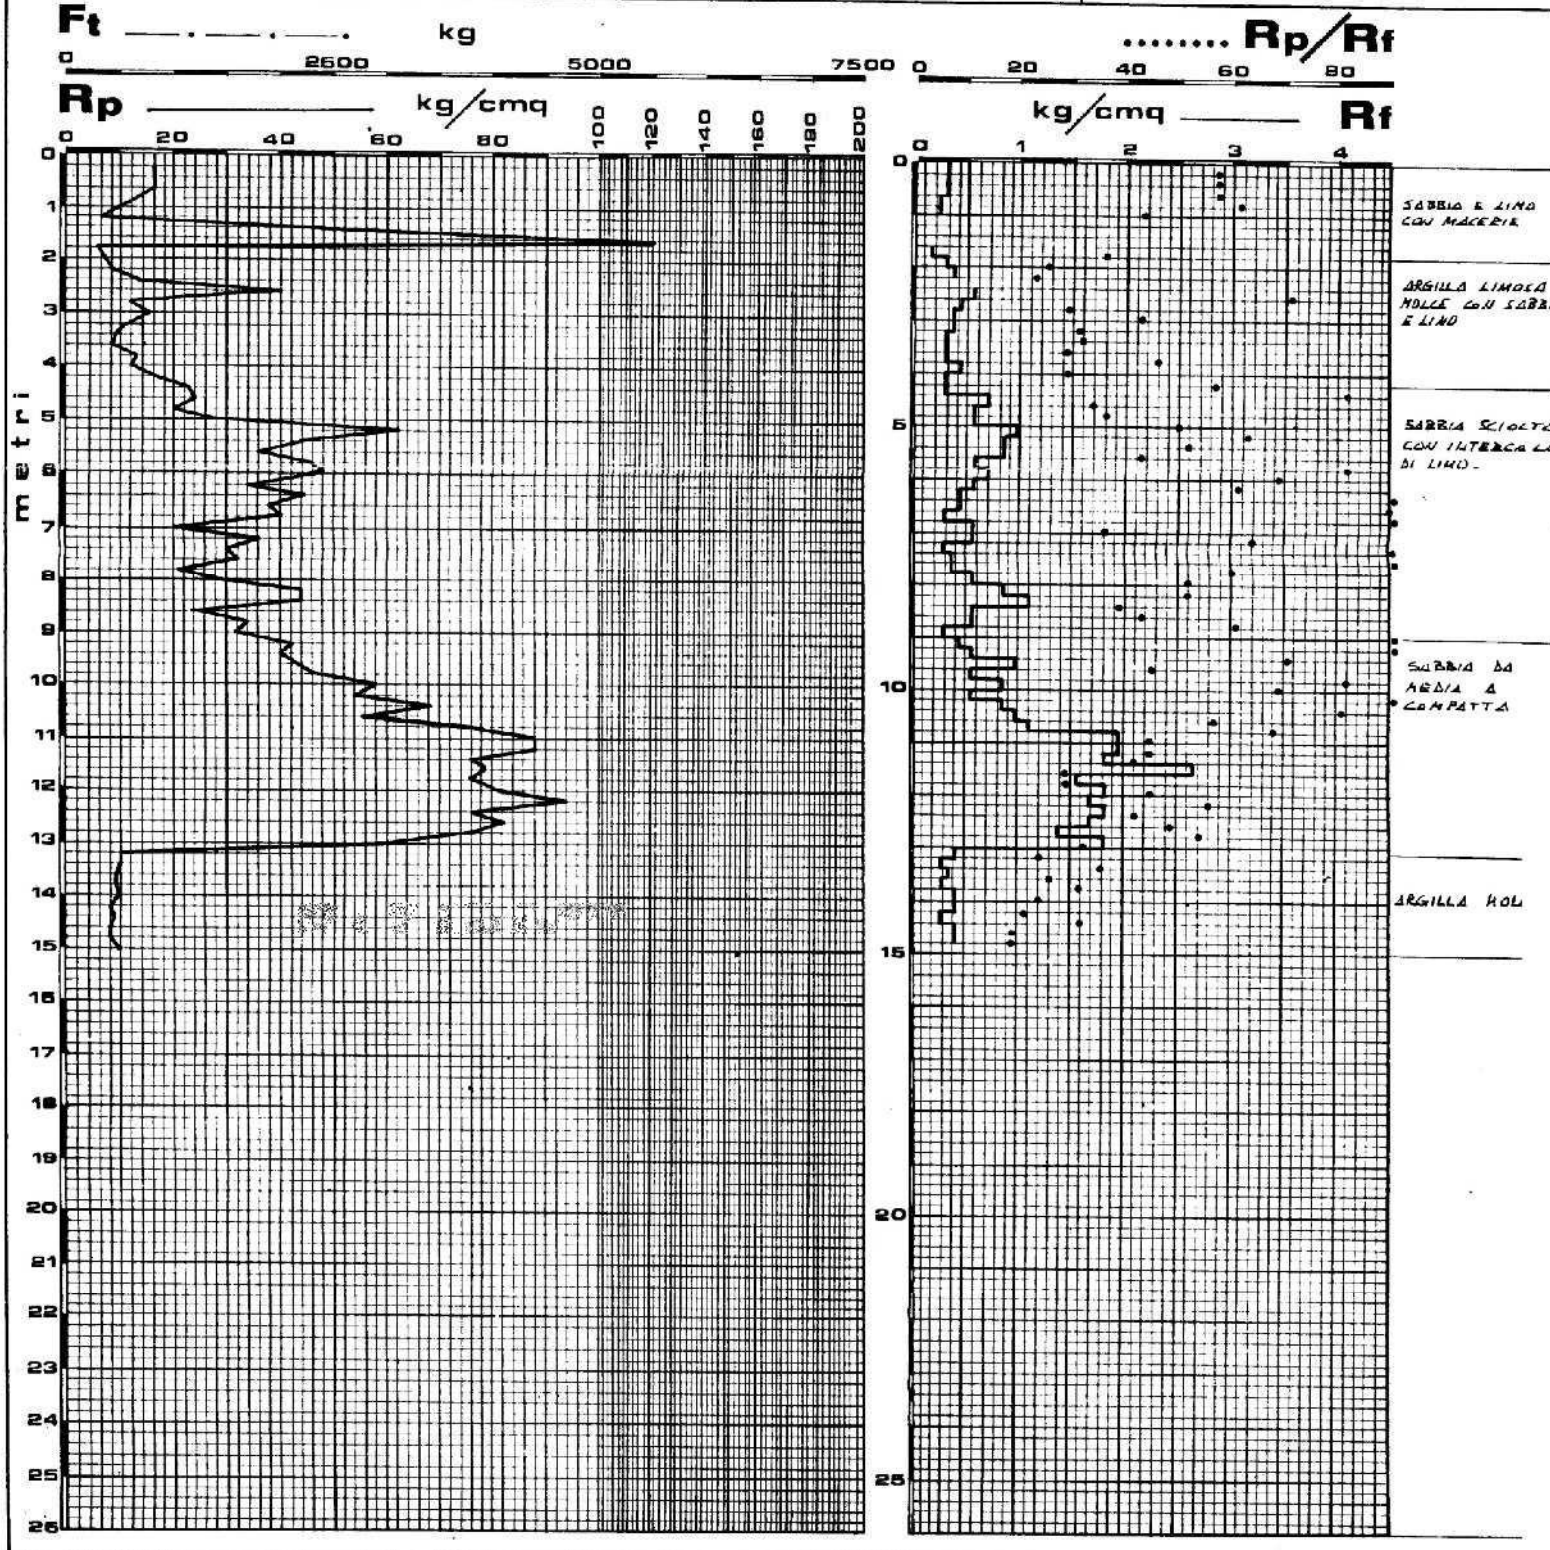 Ft kg
0 2500 5000 7500
Rp kg/cmq
0 20 40 60 80 100 120 140 160 180 200
Rp/Rf
0 20 40 60 80
kg/cmq Rf
0 1 2 3 4
metri
0
1
2
3
4
5
6
7
8
9
10
11
12
13
14
15
16
17
18
19
20
21
22
23
24
25
26
0
5
10
15
20
25
SABBIA E LIMO
CON MACERIE
ARGILLA LIMOSA
MOLLE CON SABBI
E LIMO
SABBIA SCIOLTA
CON INTERCALA
DI LIMO-
SABBIA DA
MEDIA A
COMPATTA
ARGILLA MOL